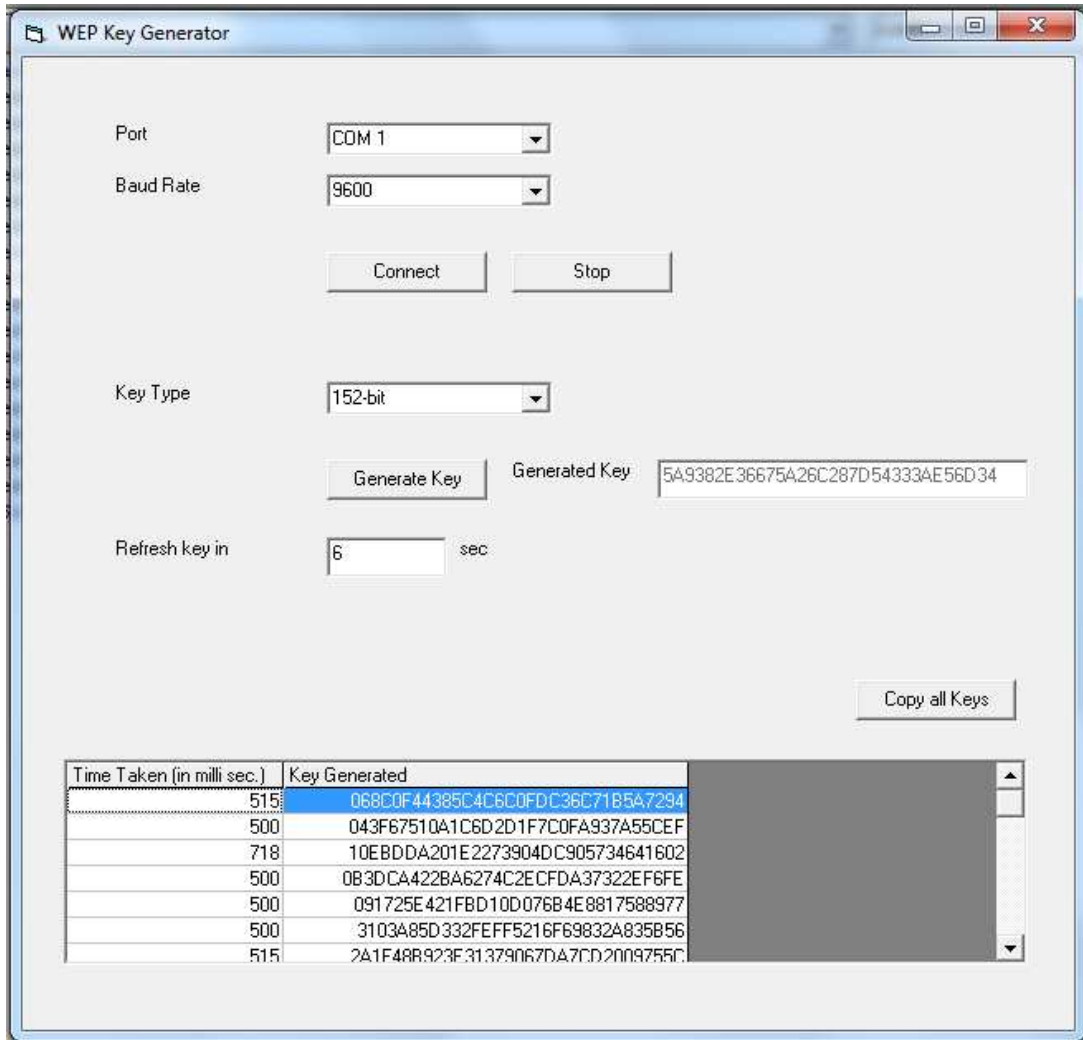 WEP Key Generator
Port
COM 1
Baud Rate
9600
Connect
Stop
Key Type
152-bit
Generate Key
Generated Key
5A9382E36675A26C287D54333AE56D34
Refresh key in
6
sec
Copy all Keys
Time Taken (in milli sec.) Key Generated
515 068C0F44385C4C6C0FDC36C71B5A7294
500 043F67510A1C6D2D1F7C0FA937A55CEF
718 10EBDDA201E2273904DC905734641602
500 0B3DCA422BA6274C2ECFDA37322EF6FE
500 091725E421FBD10D076B4E8817588977
500 3103A85D332FEFF5216F69832A835B56
515 2A1F48B923E31379067DA7CD2009755C